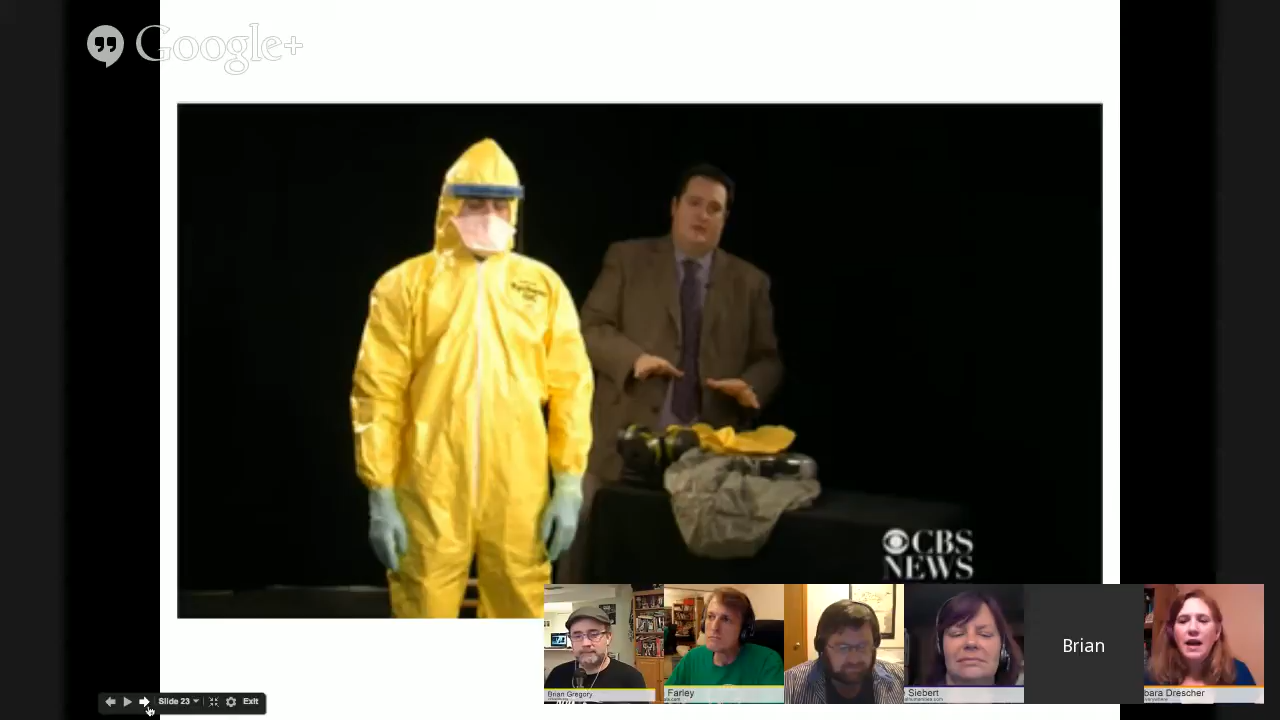 Google+
CBS
NEWS
Brian Gregory
Farley
Siebert
Brian
bara Drescher
Slide 23
Exit